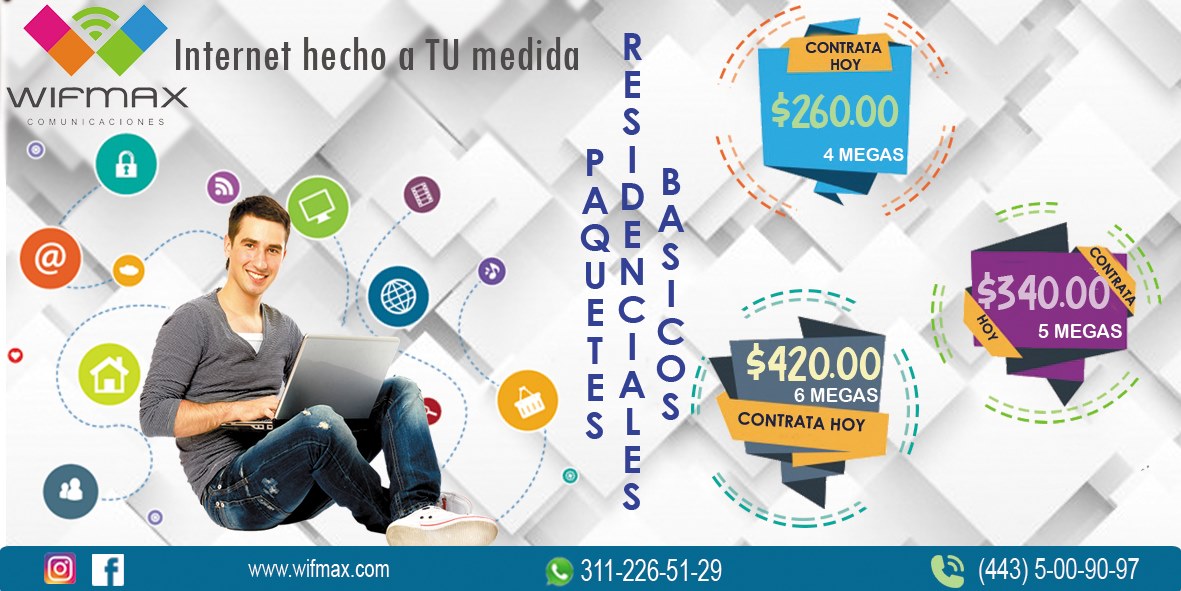 WIFMAX
COMUNICACIONES
Internet hecho a TU medida
PAQUETES
RESIDENCIALES
BASICOS
CONTRATA
HOY
$260.00
4 MEGAS
$340.00
5 MEGAS
CONTRATA
HOY
$420.00
6 MEGAS
CONTRATA HOY
@
www.wifmax.com
311-226-51-29
(443) 5-00-90-97